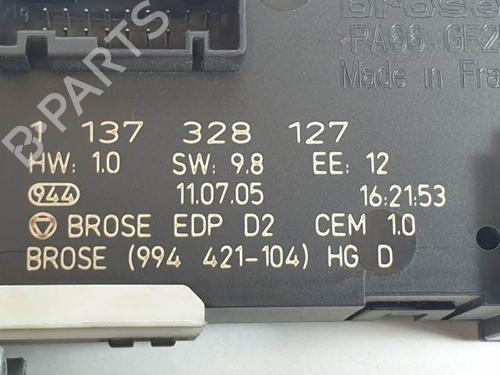 brose
PA66 GF2
Made in Fra
1 137 328 127
HW: 1.0 SW: 9.8 EE: 12
944 11.07.05 16:21:53
BROSE EDP D2 CEM 1.0
BROSE (994 421-104) HG D
B-PARTS